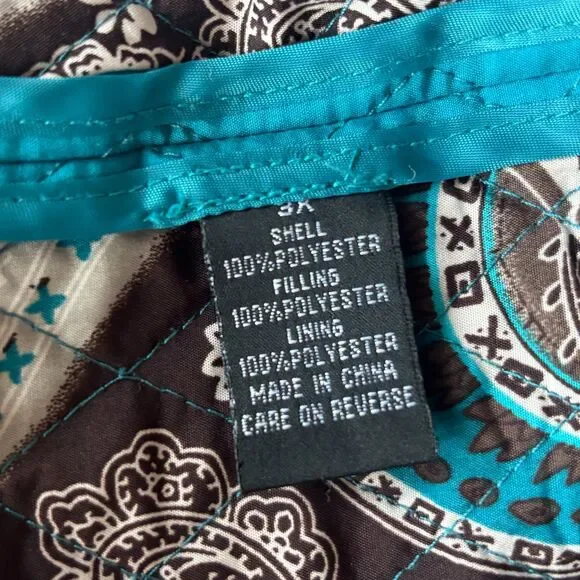 3X
SHELL
100%POLYESTER
FILLING
100%POLYESTER
LINING
100%POLYESTER
MADE IN CHINA
CARE ON REVERSE